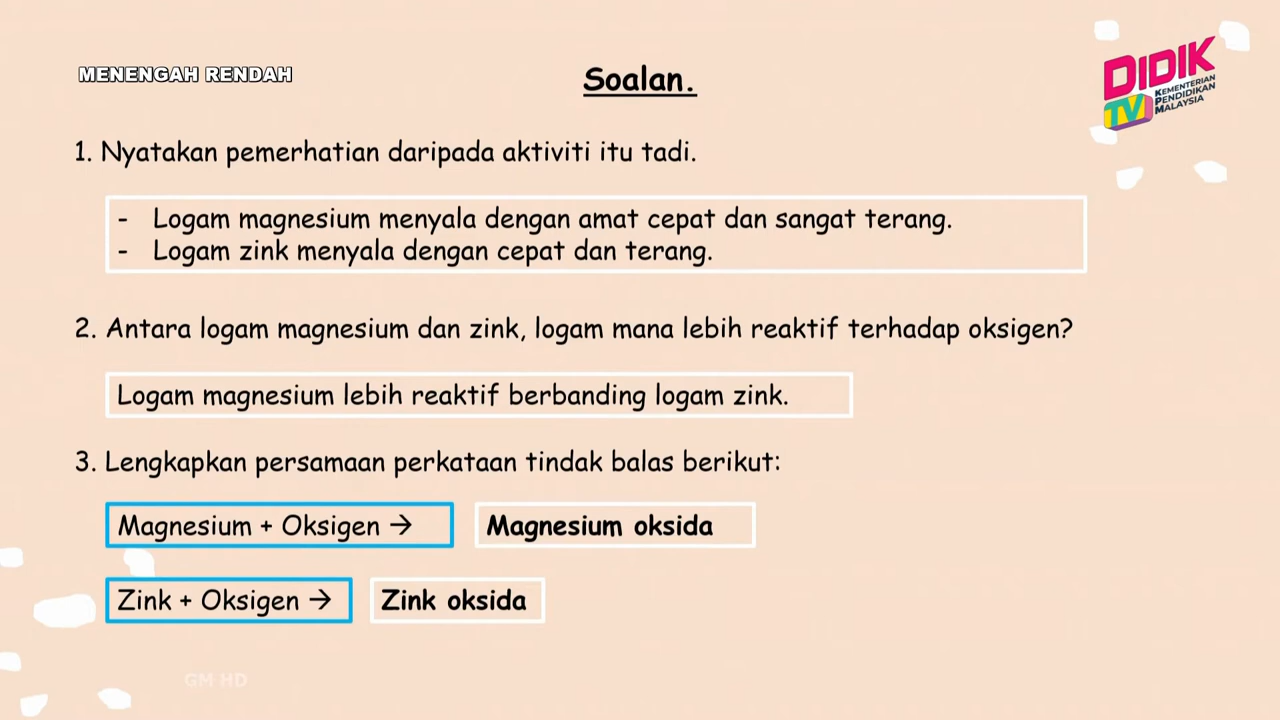 MENENGAH RENDAH
Soalan.
DIDIK
TV
KEMENTERIAN
PENDIDIKAN
MALAYSIA
1. Nyatakan pemerhatian daripada aktiviti itu tadi.
- Logam magnesium menyala dengan amat cepat dan sangat terang.
- Logam zink menyala dengan cepat dan terang.
2. Antara logam magnesium dan zink, logam mana lebih reaktif terhadap oksigen?
Logam magnesium lebih reaktif berbanding logam zink.
3. Lengkapkan persamaan perkataan tindak balas berikut:
Magnesium + Oksigen → Magnesium oksida
Zink + Oksigen → Zink oksida
GM HD